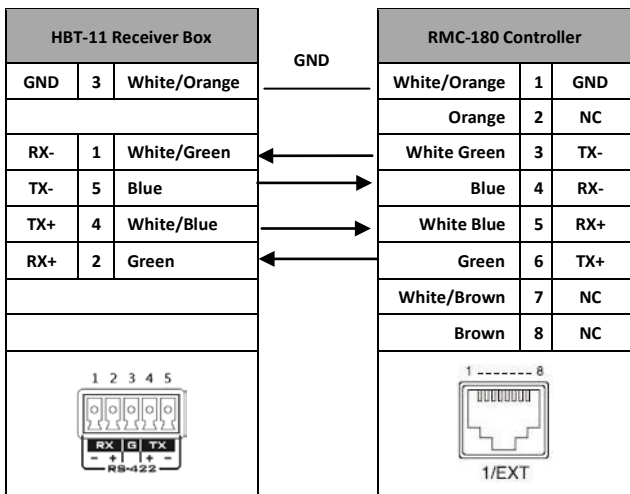 HBT-11 Receiver Box
GND 3 White/Orange
RX- 1 White/Green
TX- 5 Blue
TX+ 4 White/Blue
RX+ 2 Green
1 2 3 4 5
RX G TX
- + + -
RS-422
GND
RMC-180 Controller
White/Orange 1 GND
Orange 2 NC
White Green 3 TX-
Blue 4 RX-
White Blue 5 RX+
Green 6 TX+
White/Brown 7 NC
Brown 8 NC
1 ------- 8
1/EXT